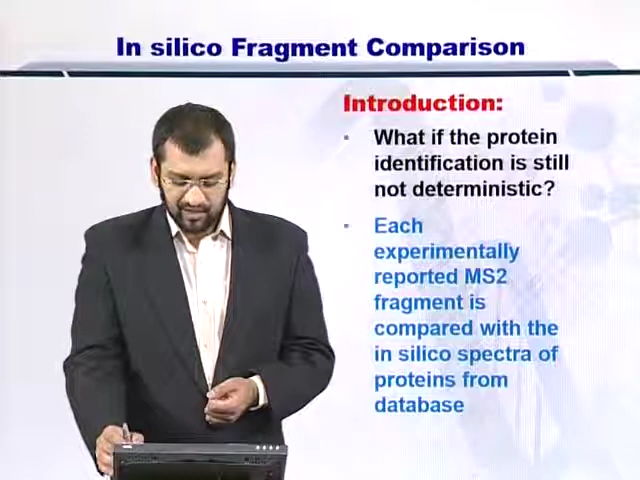 In silico Fragment Comparison
Introduction:
What if the protein
identification is still
not deterministic?
Each
experimentally
reported MS2
fragment is
compared with the
in silico spectra of
proteins from
database